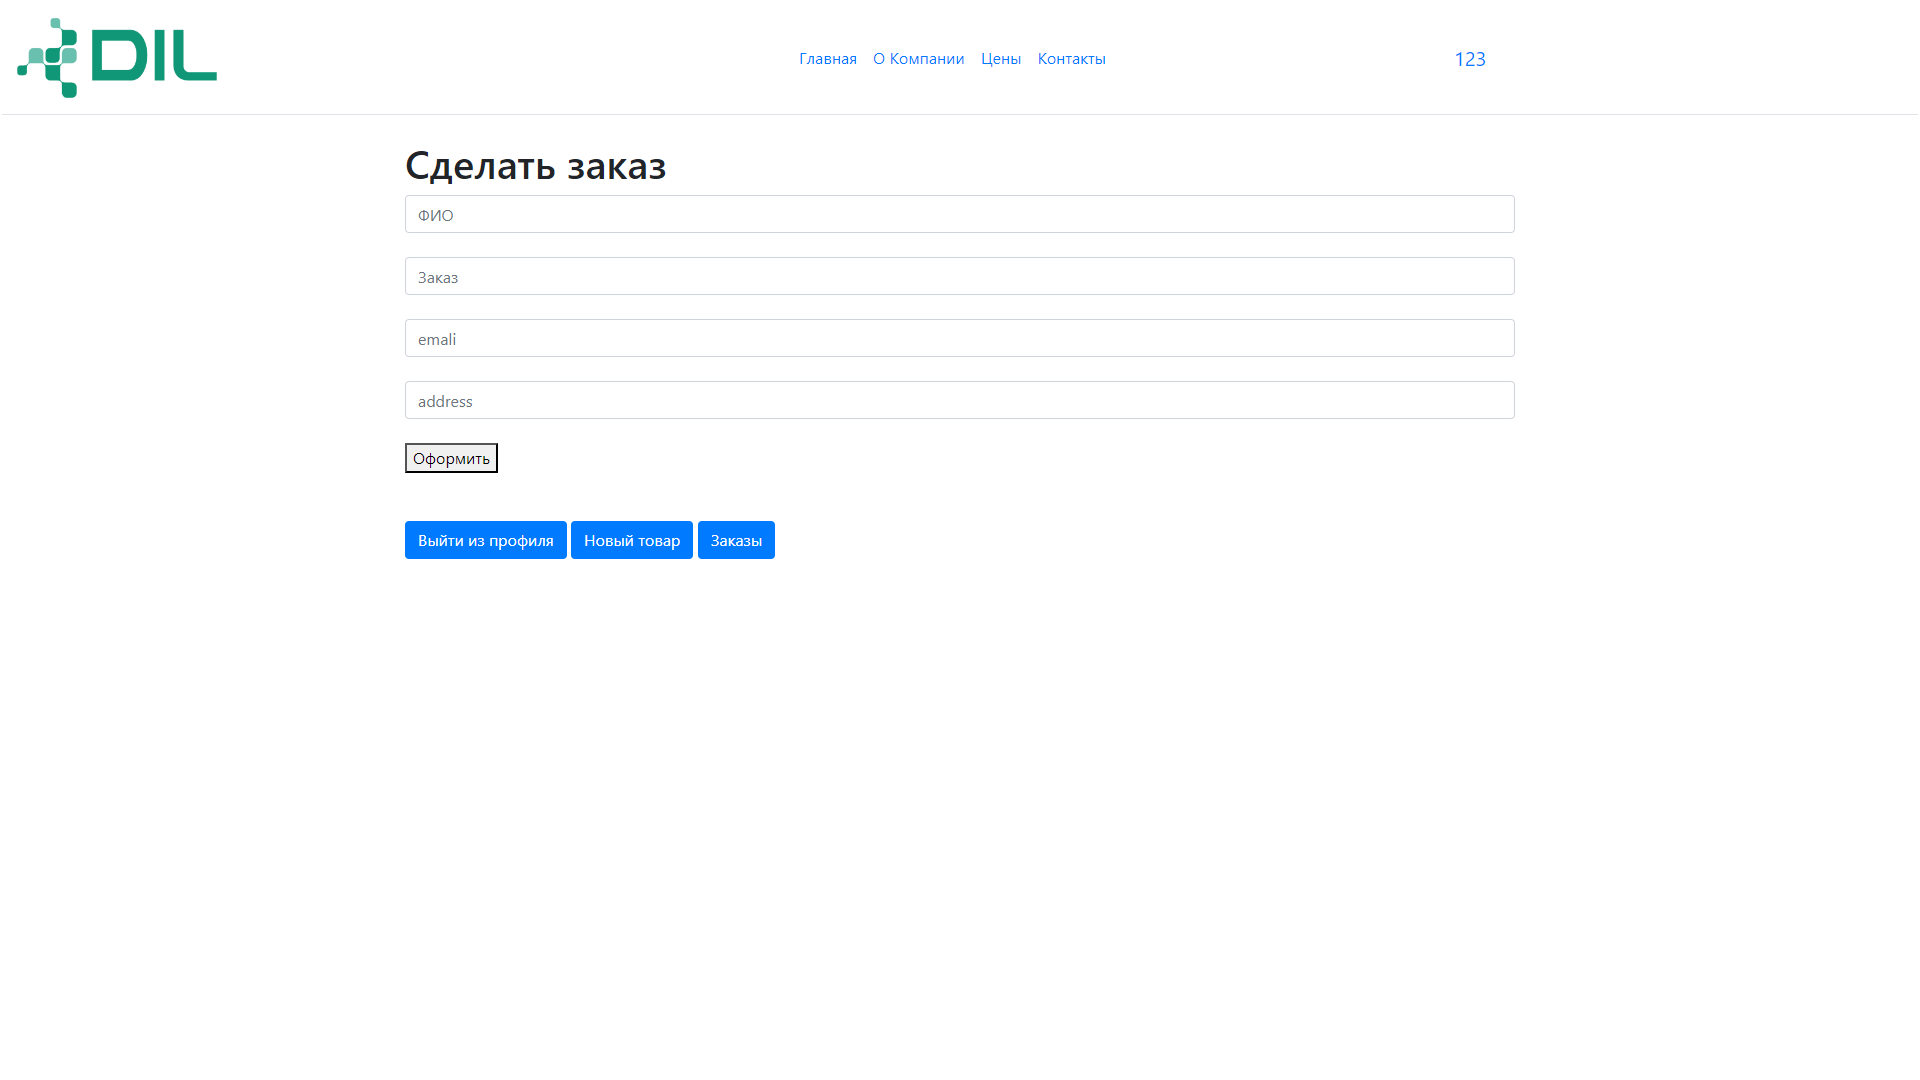 DIL
Главная О Компании Цены Контакты 123
Сделать заказ
ФИО
Заказ
emali
address
Оформить
Выйти из профиля Новый товар Заказы